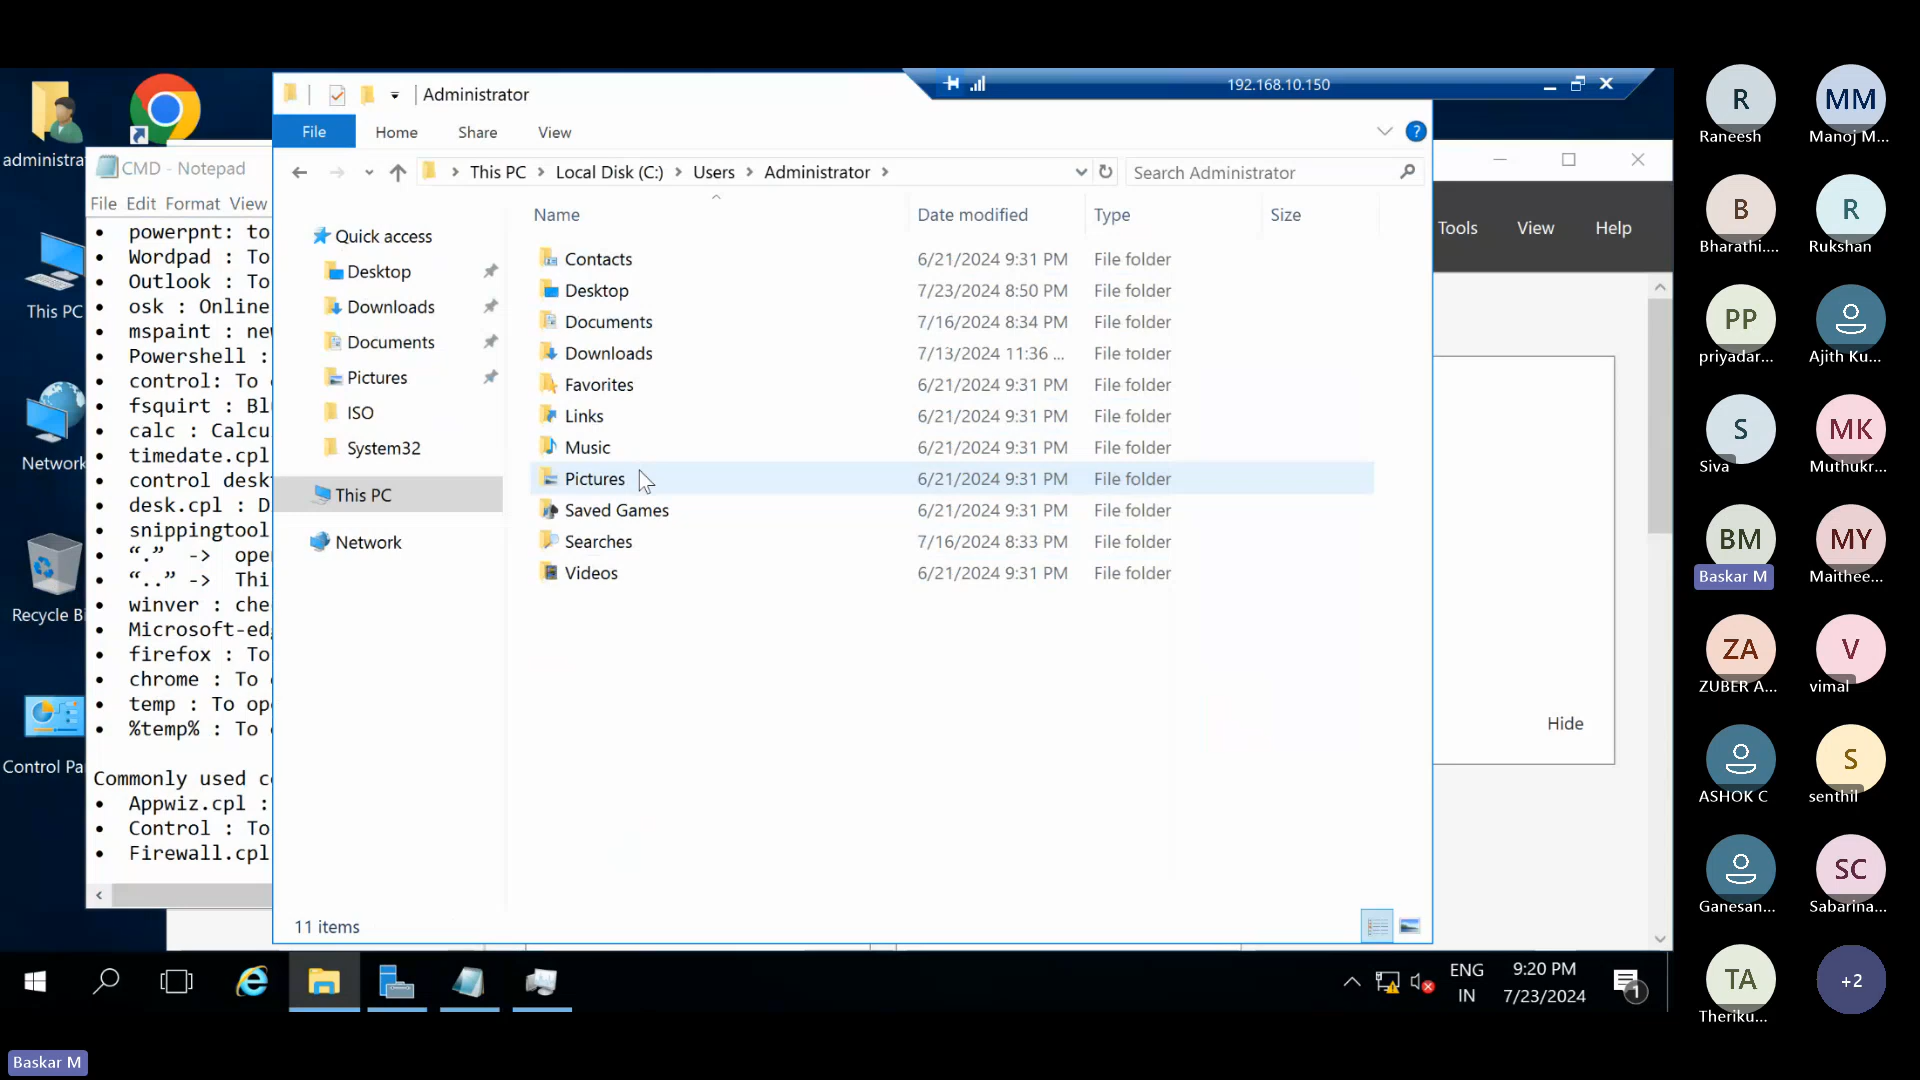 192.168.10.150
Administrator
File
Home
Share
View
This PC
Local Disk (C:)
Users
Administrator
Search Administrator
Quick access
Desktop
Downloads
Documents
Pictures
ISO
System32
This PC
Network
Name
Date modified
Type
Size
Contacts 6/21/2024 9:31 PM File folder
Desktop 7/23/2024 8:50 PM File folder
Documents 7/16/2024 8:34 PM File folder
Downloads 7/13/2024 11:36 ... File folder
Favorites 6/21/2024 9:31 PM File folder
Links 6/21/2024 9:31 PM File folder
Music 6/21/2024 9:31 PM File folder
Pictures 6/21/2024 9:31 PM File folder
Saved Games 6/21/2024 9:31 PM File folder
Searches 7/16/2024 8:33 PM File folder
Videos 6/21/2024 9:31 PM File folder
11 items
administra
This PC
Network
Recycle Bi
Control Pa
CMD - Notepad
File Edit Format View
• powerpnt: to
• Wordpad : To
• Outlook : To
• osk : Online
• mspaint : new
• Powershell :
• control: To
• fsquirt : Bl
• calc : Calcu
• timedate.cpl
• control desk
• desk.cpl : D
• snippingtool
• “.” -> ope
• “..” -> Thi
• winver : che
• Microsoft-ed
• firefox : To
• chrome : To
• temp : To op
• %temp% : To
Commonly used c
• Appwiz.cpl :
• Control : To
• Firewall.cpl
Tools
View
Help
Hide
ENG
IN
9:20 PM
7/23/2024
1
R
Raneesh
MM
Manoj M...
B
Bharathi....
R
Rukshan
PP
priyadar...
Ajith Ku...
S
Siva
MK
Muthukr...
BM
Baskar M
MY
Maithee...
ZA
ZUBER A...
V
vimal
ASHOK C
S
senthil
Ganesan...
SC
Sabarina...
TA
Theriku...
+2
Baskar M